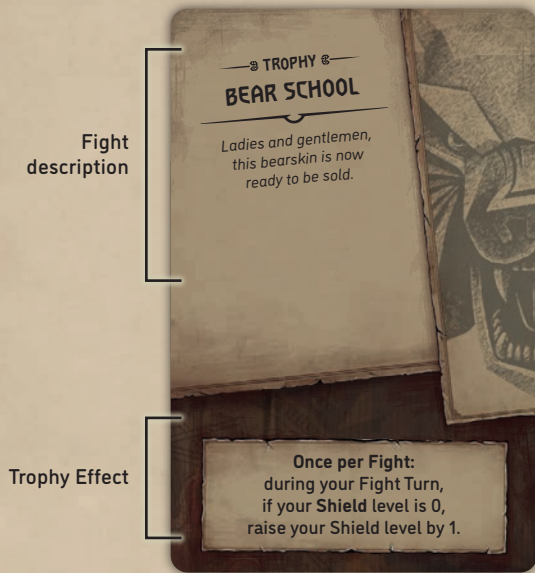 TROPHY
BEAR SCHOOL
Ladies and gentlemen,
this bearskin is now
ready to be sold.
Fight
description
Trophy Effect
Once per Fight:
during your Fight Turn,
if your Shield level is 0,
raise your Shield level by 1.